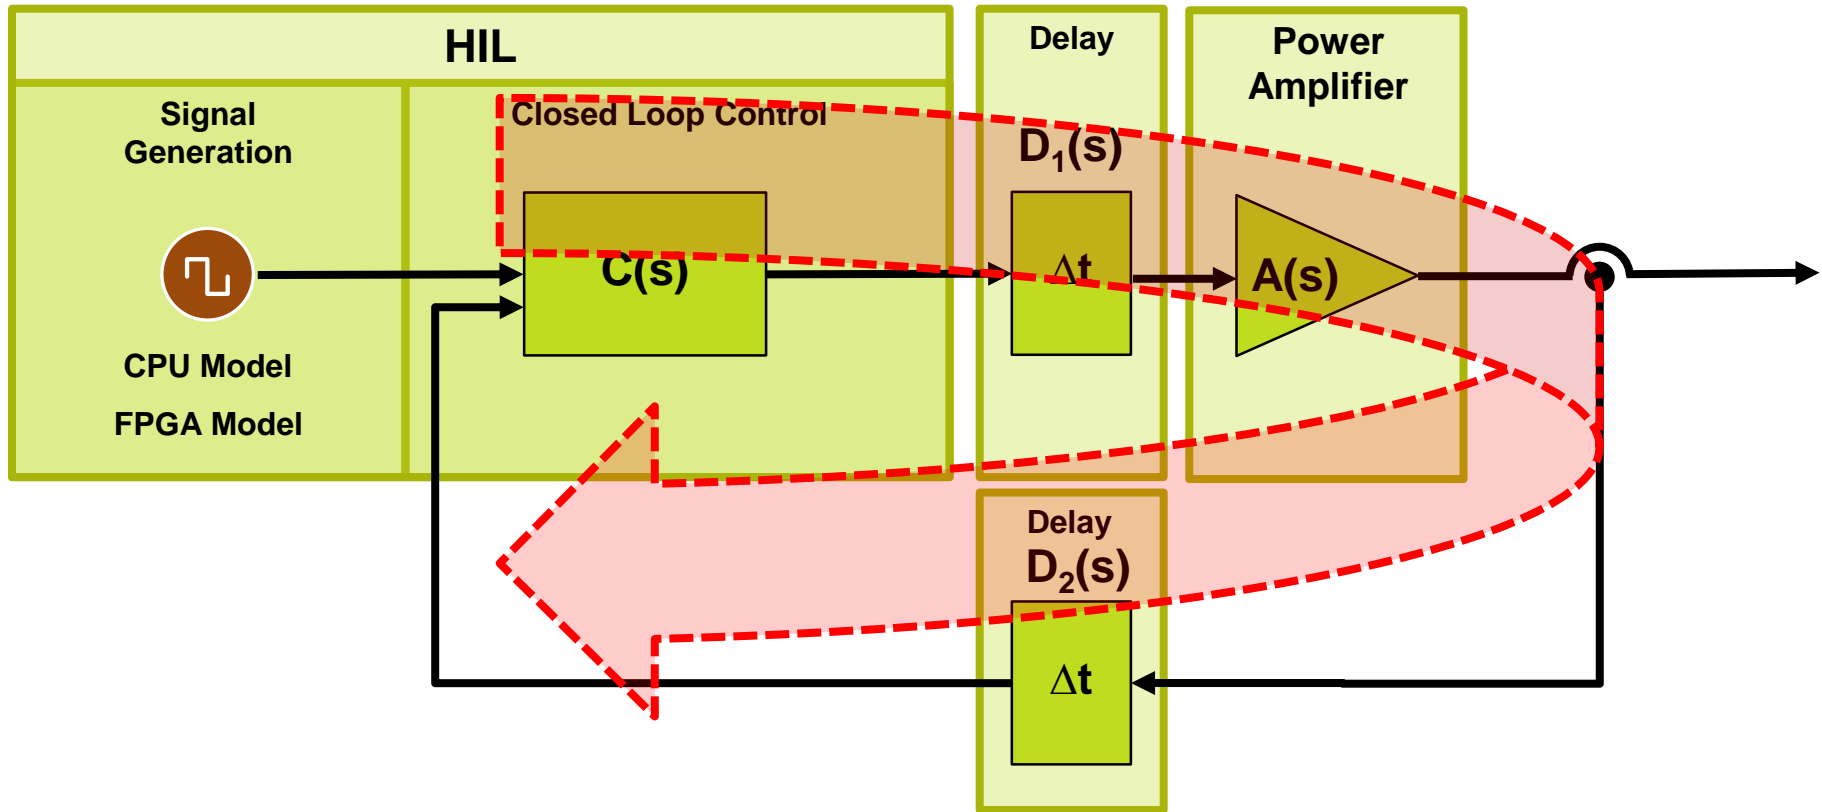 HIL
Signal
Generation
CPU Model
FPGA Model
Closed Loop Control
C(s)
Delay
D₁(s)
Δt
Power
Amplifier
A(s)
Delay
D₂(s)
Δt